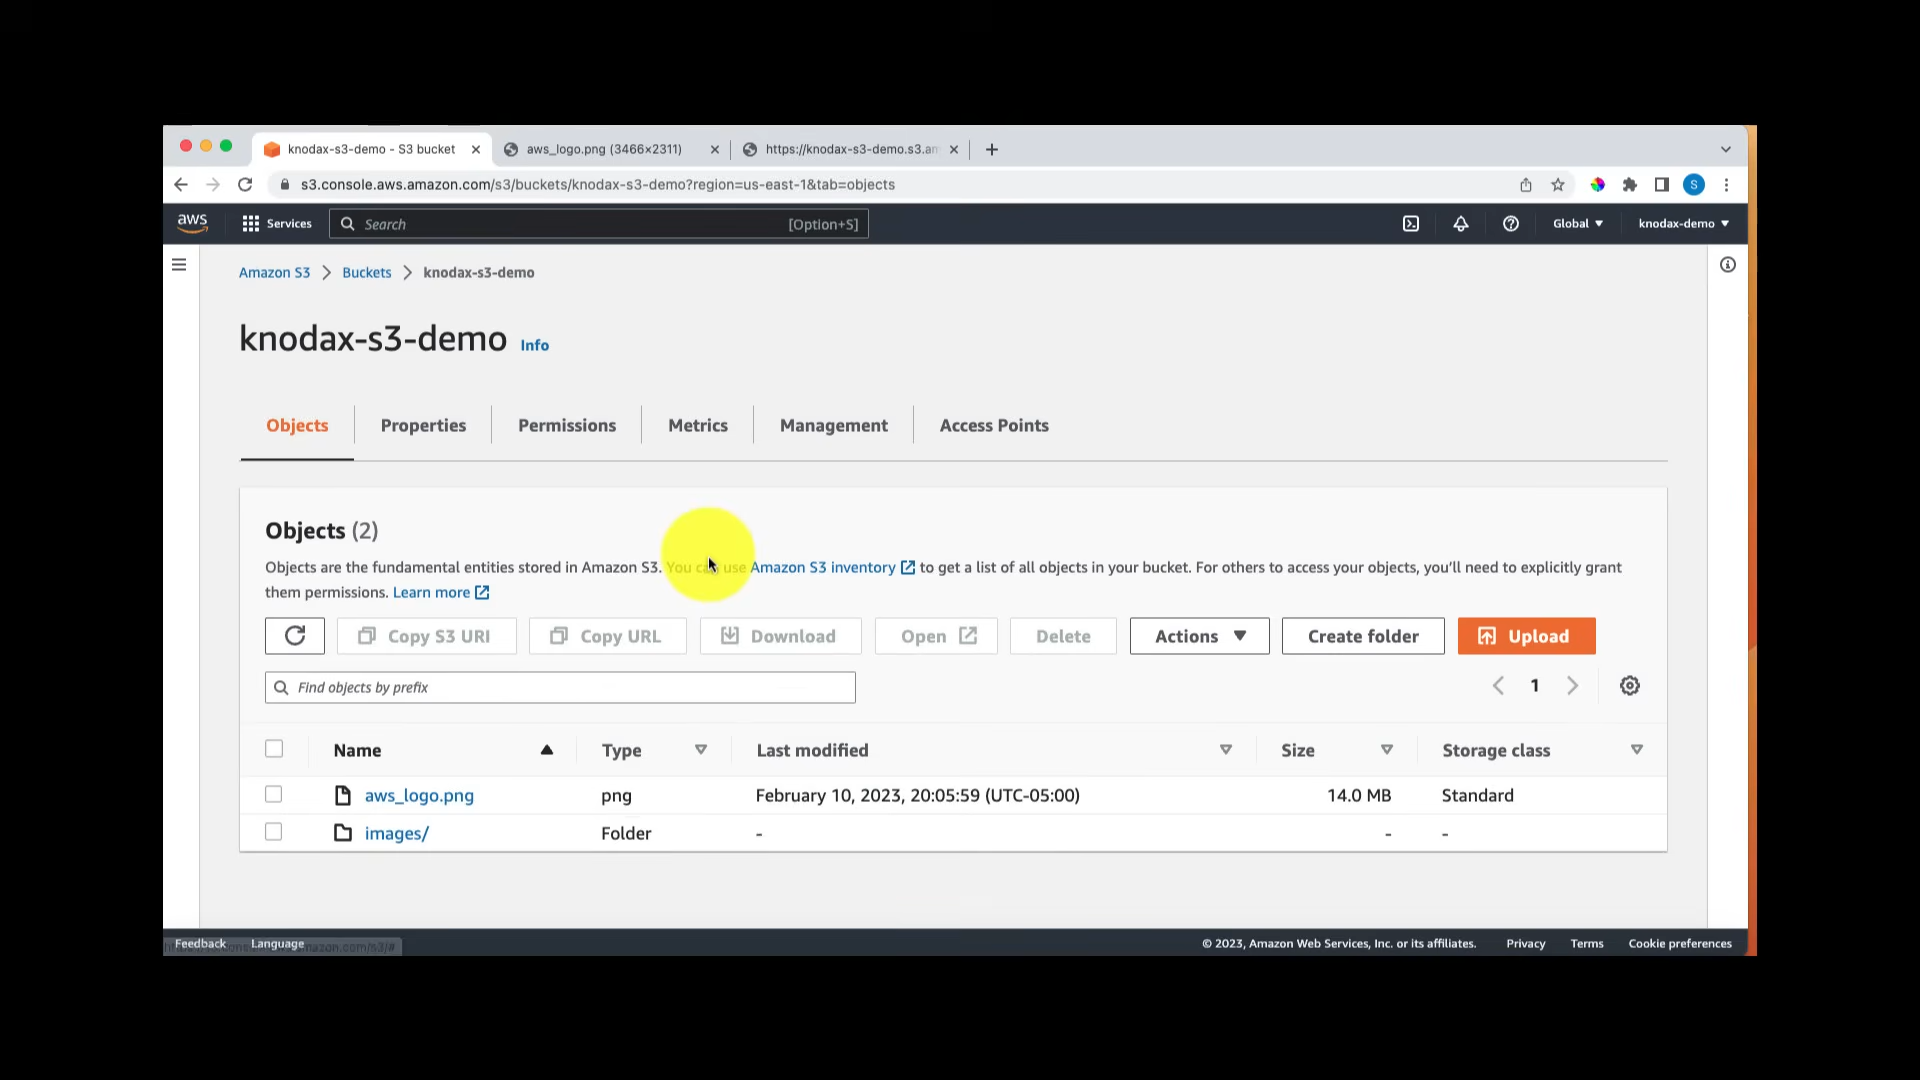 knodax-s3-demo - S3 bucket
aws_logo.png (3466×2311)
https://knodax-s3-demo.s3.am
s3.console.aws.amazon.com/s3/buckets/knodax-s3-demo?region=us-east-1&tab=objects
S
aws
Services
Search
[Option+S]
Global
knodax-demo
Amazon S3 > Buckets > knodax-s3-demo
knodax-s3-demo Info
Objects
Properties
Permissions
Metrics
Management
Access Points
Objects (2)
Objects are the fundamental entities stored in Amazon S3. You can use Amazon S3 inventory to get a list of all objects in your bucket. For others to access your objects, you'll need to explicitly grant
them permissions. Learn more
Copy S3 URI
Copy URL
Download
Open
Delete
Actions
Create folder
Upload
Find objects by prefix
1
Name
Type
Last modified
Size
Storage class
aws_logo.png
png
February 10, 2023, 20:05:59 (UTC-05:00)
14.0 MB
Standard
images/
Folder
-
-
-
Feedback
Language
© 2023, Amazon Web Services, Inc. or its affiliates.
Privacy
Terms
Cookie preferences